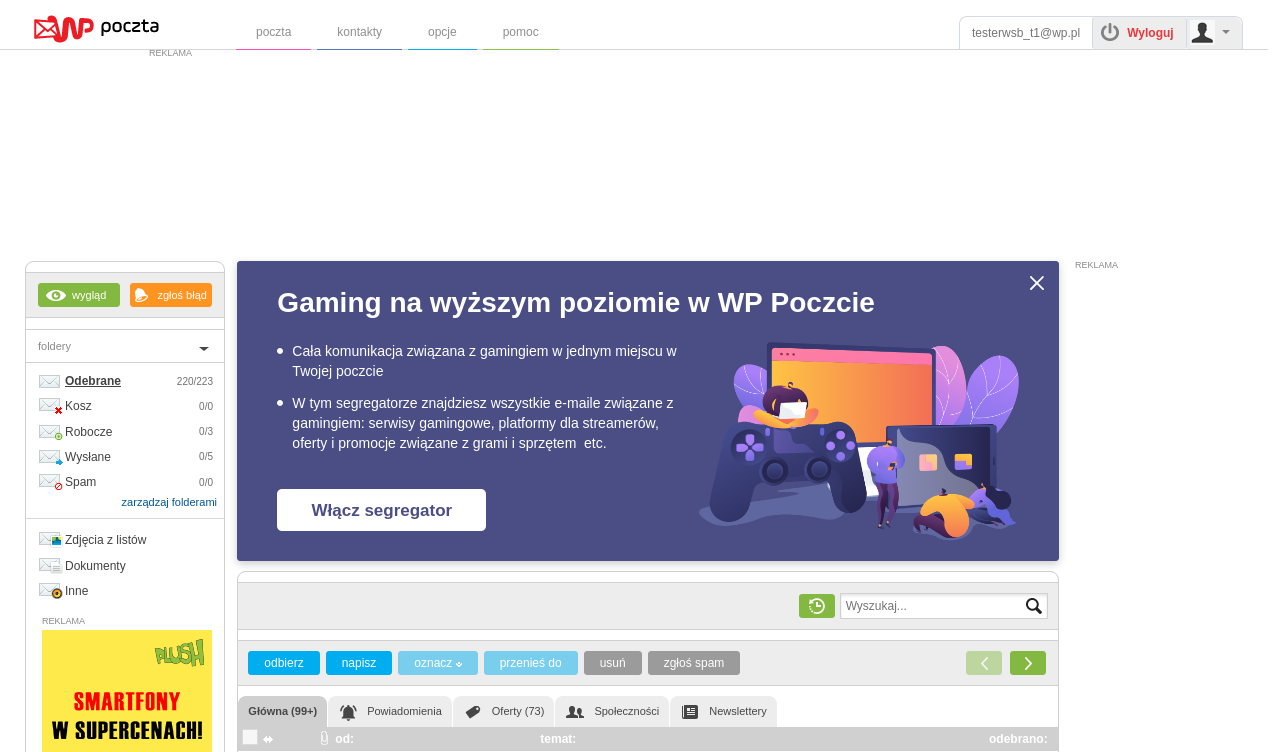 WP poczta
poczta
kontakty
opcje
pomoc
testerwsb_t1@wp.pl
Wyloguj
REKLAMA
wygląd
zgłoś błąd
foldery
Odebrane 220/223
Kosz 0/0
Robocze 0/3
Wysłane 0/5
Spam 0/0
zarządzaj folderami
Zdjęcia z listów
Dokumenty
Inne
REKLAMA
PLUSH
SMARTFONY
W SUPERCENACH!
Gaming na wyższym poziomie w WP Poczcie
Cała komunikacja związana z gamingiem w jednym miejscu w
Twojej poczcie
W tym segregatorze znajdziesz wszystkie e-maile związane z
gamingiem: serwisy gamingowe, platformy dla streamerów,
oferty i promocje związane z grami i sprzętem etc.
Włącz segregator
REKLAMA
Wyszukaj...
odbierz
napisz
oznacz
przenieś do
usuń
zgłoś spam
Główna (99+)
Powiadomienia
Oferty (73)
Społeczności
Newslettery
od:
temat:
odebrano: